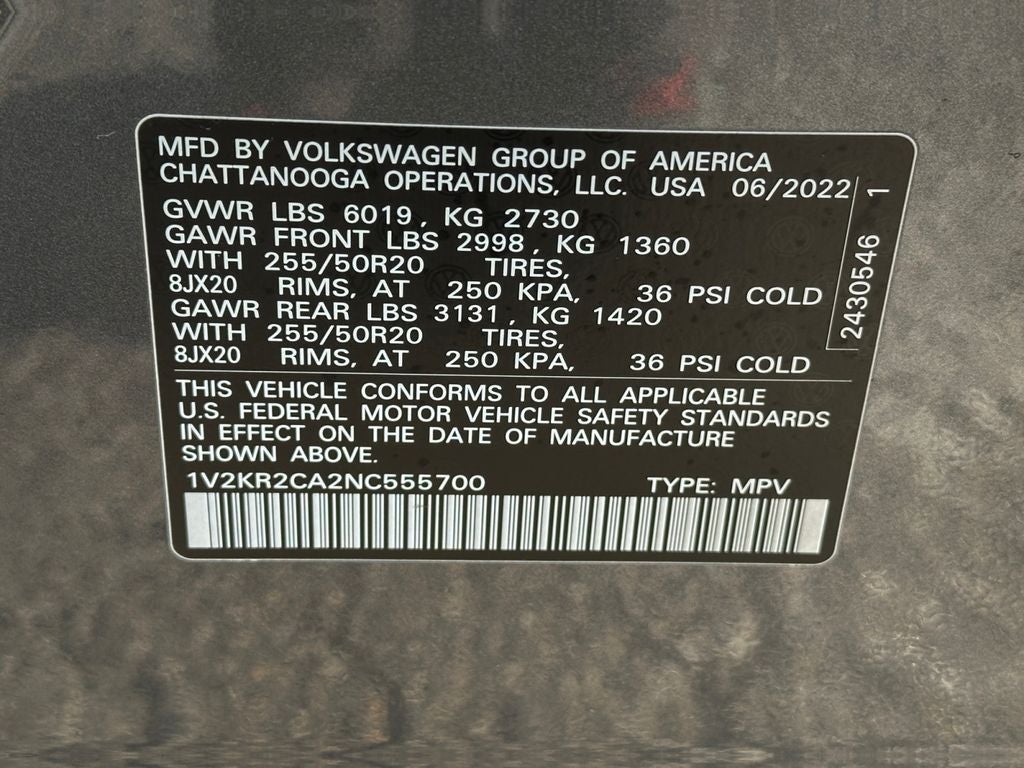 MFD BY VOLKSWAGEN GROUP OF AMERICA
CHATTANOOGA OPERATIONS, LLC. USA 06/2022
GVWR LBS 6019, KG 2730
GAWR FRONT LBS 2998, KG 1360
WITH 255/50R20 TIRES,
8JX20 RIMS, AT 250 KPA, 36 PSI COLD
GAWR REAR LBS 3131, KG 1420
WITH 255/50R20 TIRES,
8JX20 RIMS, AT 250 KPA, 36 PSI COLD
2430546 1
THIS VEHICLE CONFORMS TO ALL APPLICABLE
U.S. FEDERAL MOTOR VEHICLE SAFETY STANDARDS
IN EFFECT ON THE DATE OF MANUFACTURE
SHOWN ABOVE.
1V2KR2CA2NC555700 TYPE: MPV